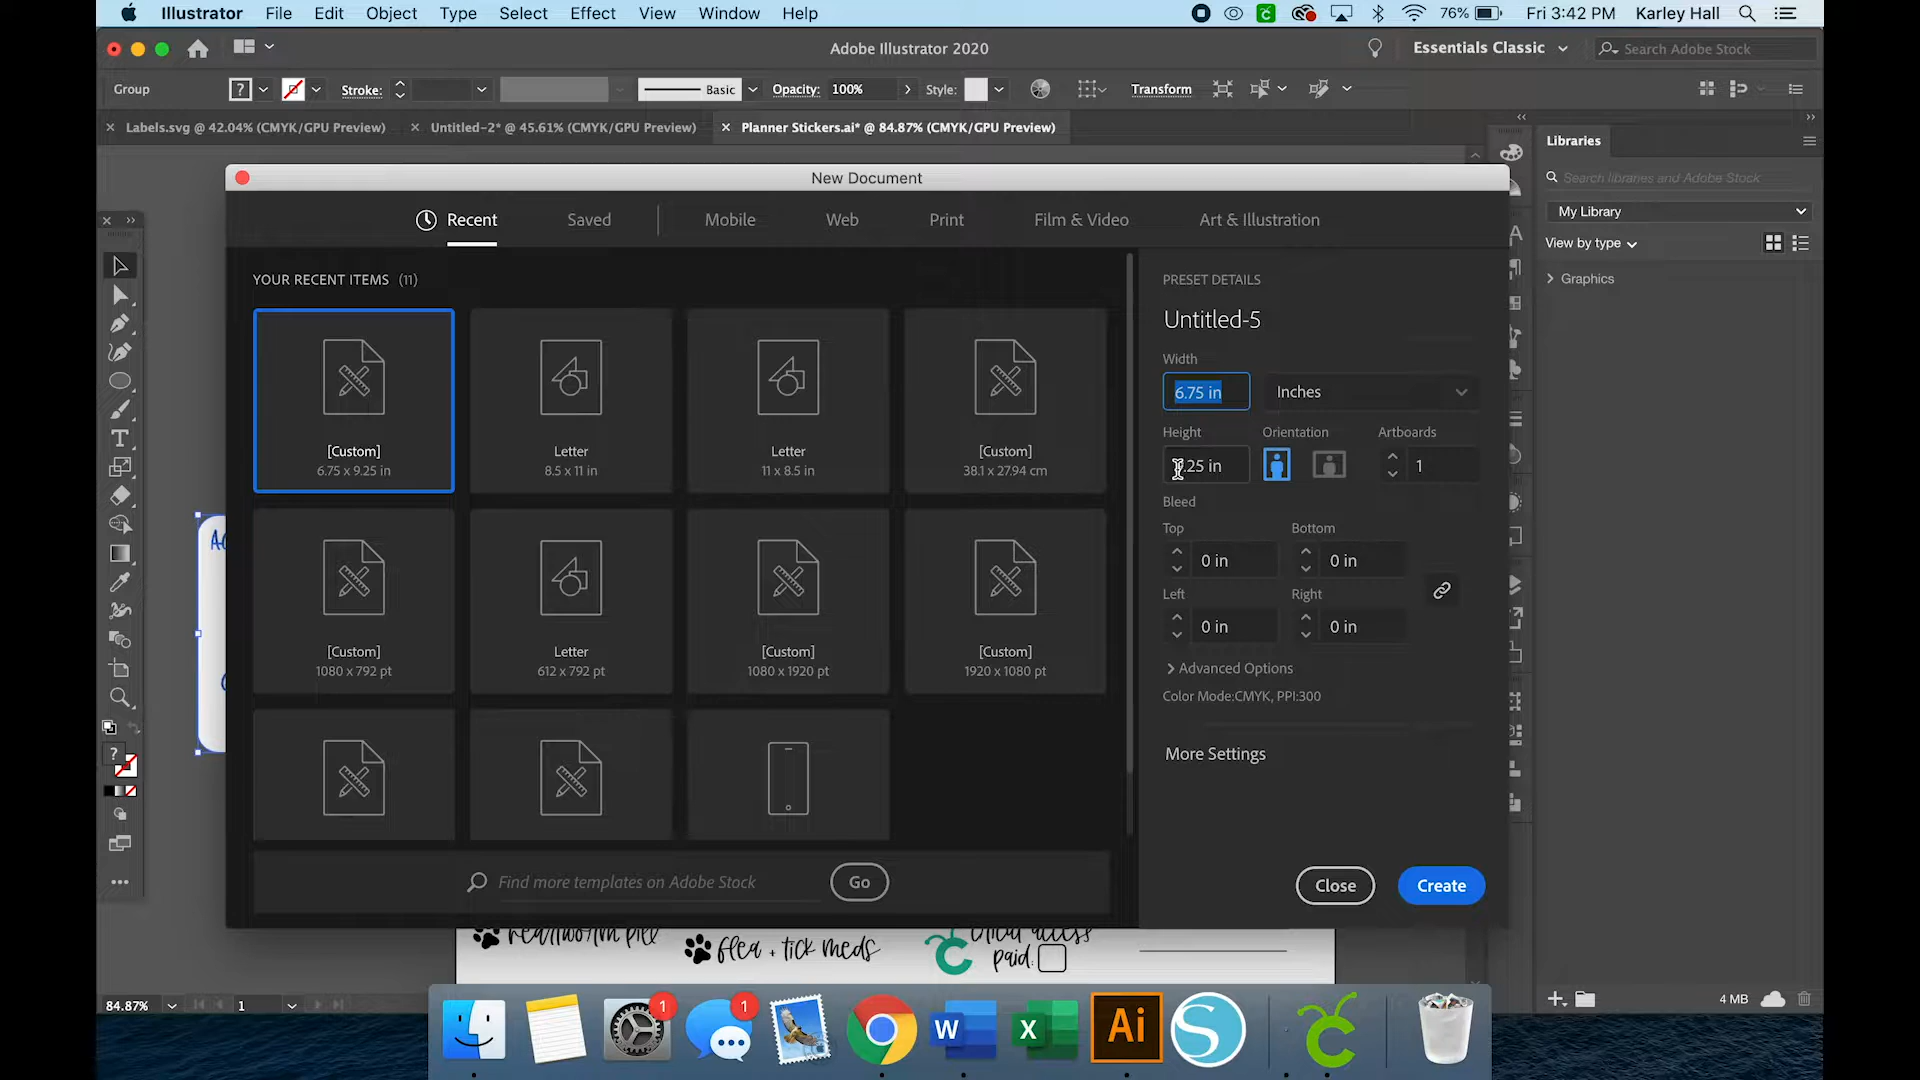 Illustrator File Edit Object Type Select Effect View Window Help
76% Fri 3:42 PM Karley Hall
Adobe Illustrator 2020
Essentials Classic
Search Adobe Stock
Group
?
Stroke:
Basic
Opacity: 100%
Style:
Transform
Labels.svg @ 42.04% (CMYK/GPU Preview)
Untitled-2* @ 45.61% (CMYK/GPU Preview)
Planner Stickers.ai* @ 84.87% (CMYK/GPU Preview)
Libraries
Search libraries and Adobe Stock
My Library
View by type
Graphics
New Document
Recent
Saved
Mobile
Web
Print
Film & Video
Art & Illustration
YOUR RECENT ITEMS (11)
[Custom]
6.75 x 9.25 in
Letter
8.5 x 11 in
Letter
11 x 8.5 in
[Custom]
38.1 x 27.94 cm
[Custom]
1080 x 792 pt
Letter
612 x 792 pt
[Custom]
1080 x 1920 pt
[Custom]
1920 x 1080 pt
Find more templates on Adobe Stock
Go
PRESET DETAILS
Untitled-5
Width
6.75 in
Inches
Height
Orientation
Artboards
.25 in
1
Bleed
Top
Bottom
0 in
0 in
Left
Right
0 in
0 in
Advanced Options
Color Mode:CMYK, PPI:300
More Settings
Close
Create
?
flea + tick meds
paid:
84.87%
1
4 MB
1
1
W
X
Ai